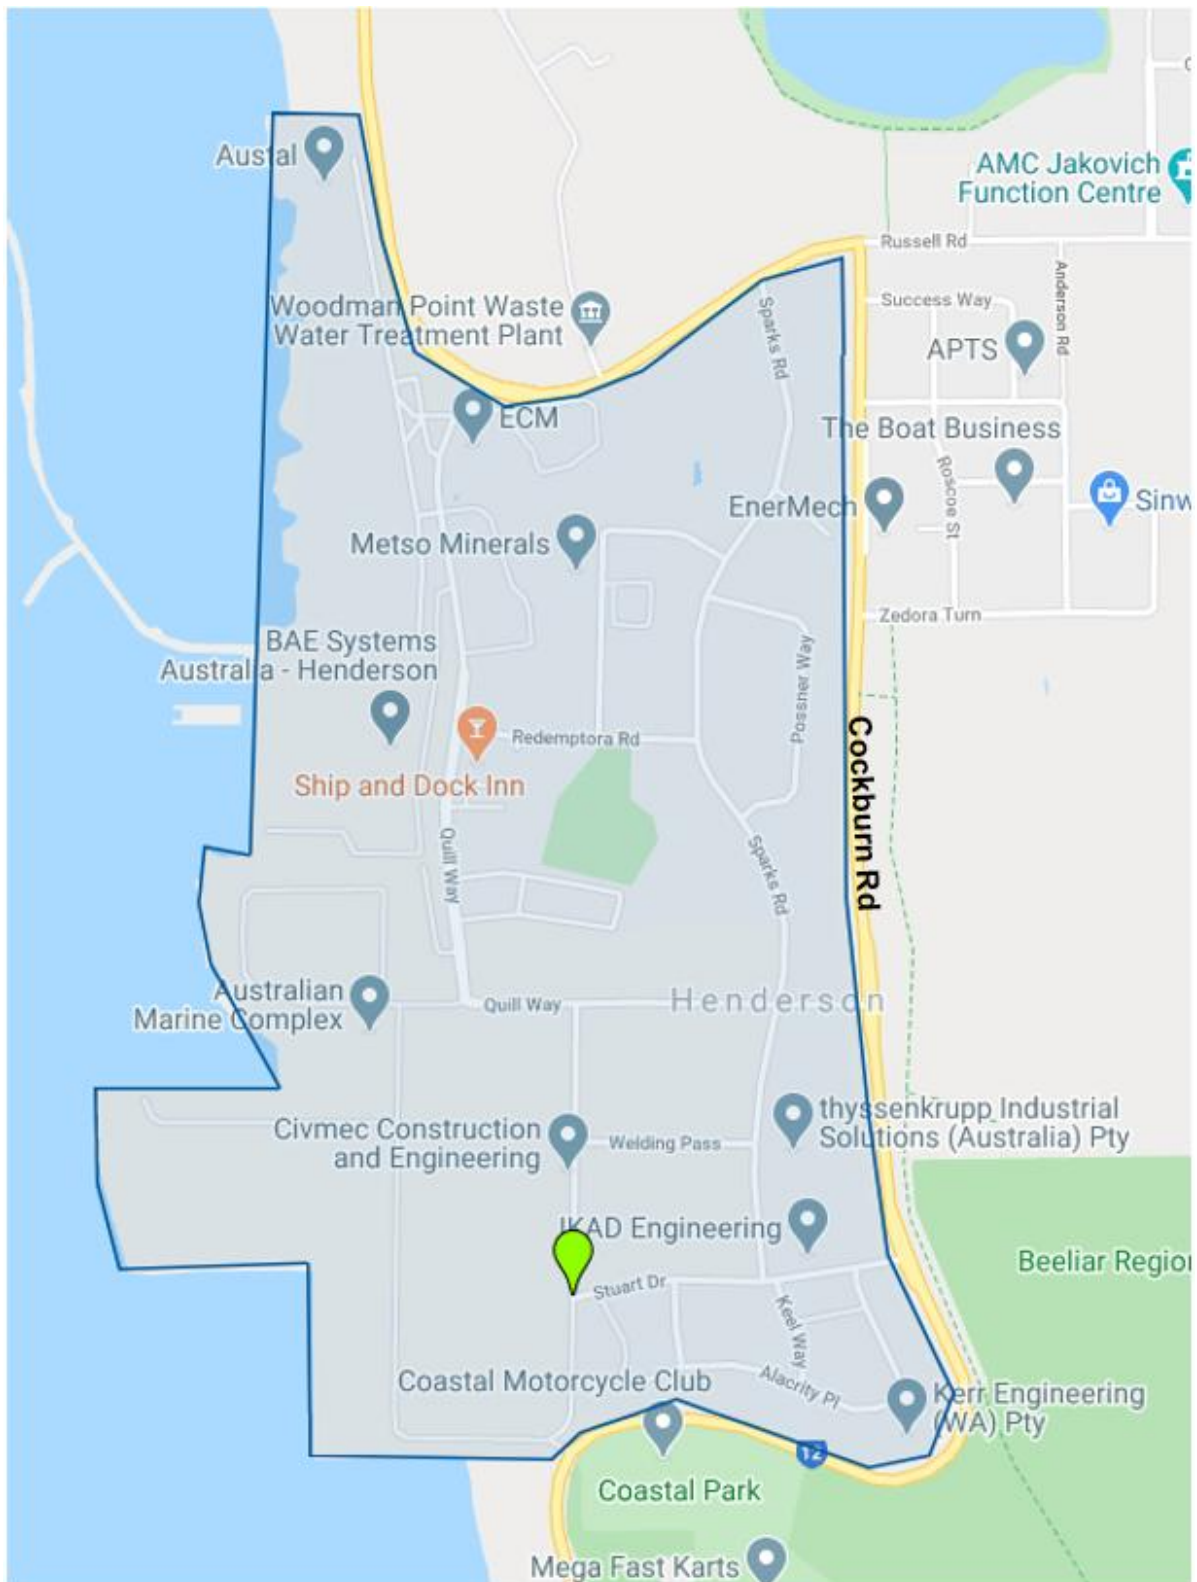 Austal
AMC Jakovich
Function Centre
Russell Rd
Anderson Rd
Success Way
Woodman Point Waste
Water Treatment Plant
Sparks Rd
APTS
ECM
The Boat Business
Roscoe St
EnerMech
Sinw
Metso Minerals
Zedora Turn
BAE Systems
Australia - Henderson
Possner Way
Redemptora Rd
Cockburn Rd
Ship and Dock Inn
Quill Way
Sparks Rd
Australian
Marine Complex
Quill Way
Henderson
thyssenkrupp Industrial
Solutions (Australia) Pty
Civmec Construction
and Engineering
Welding Pass
IKAD Engineering
Beeliar Region
Stuart Dr
Keel Way
Coastal Motorcycle Club
Alacrity Pl
Kerr Engineering
(WA) Pty
12
Coastal Park
Mega Fast Karts